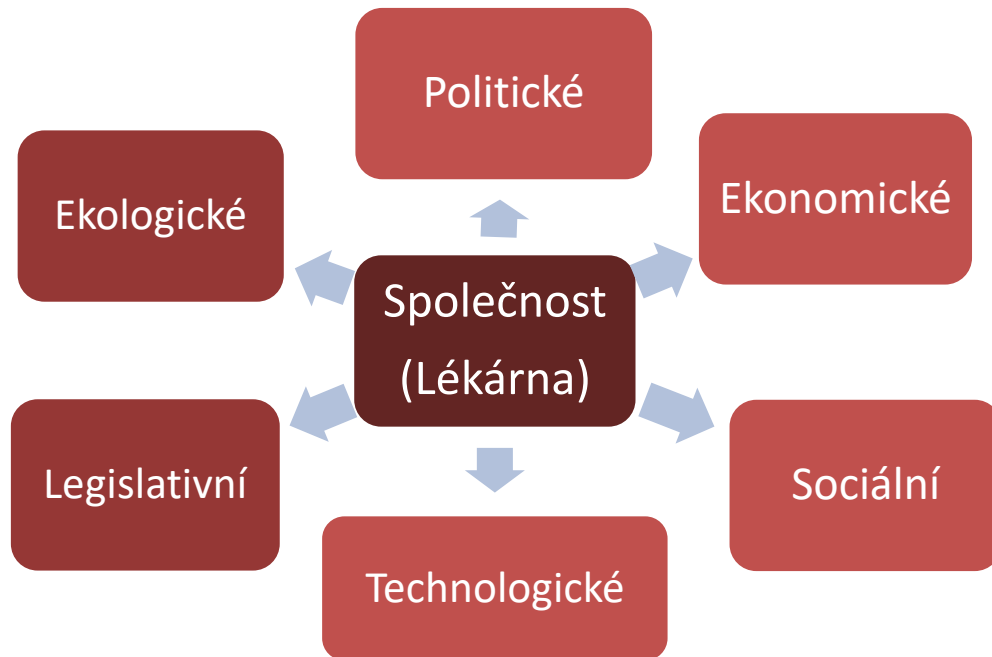 Politické
Ekologické
Ekonomické
Společnost
(Lékárna)
Legislativní
Sociální
Technologické